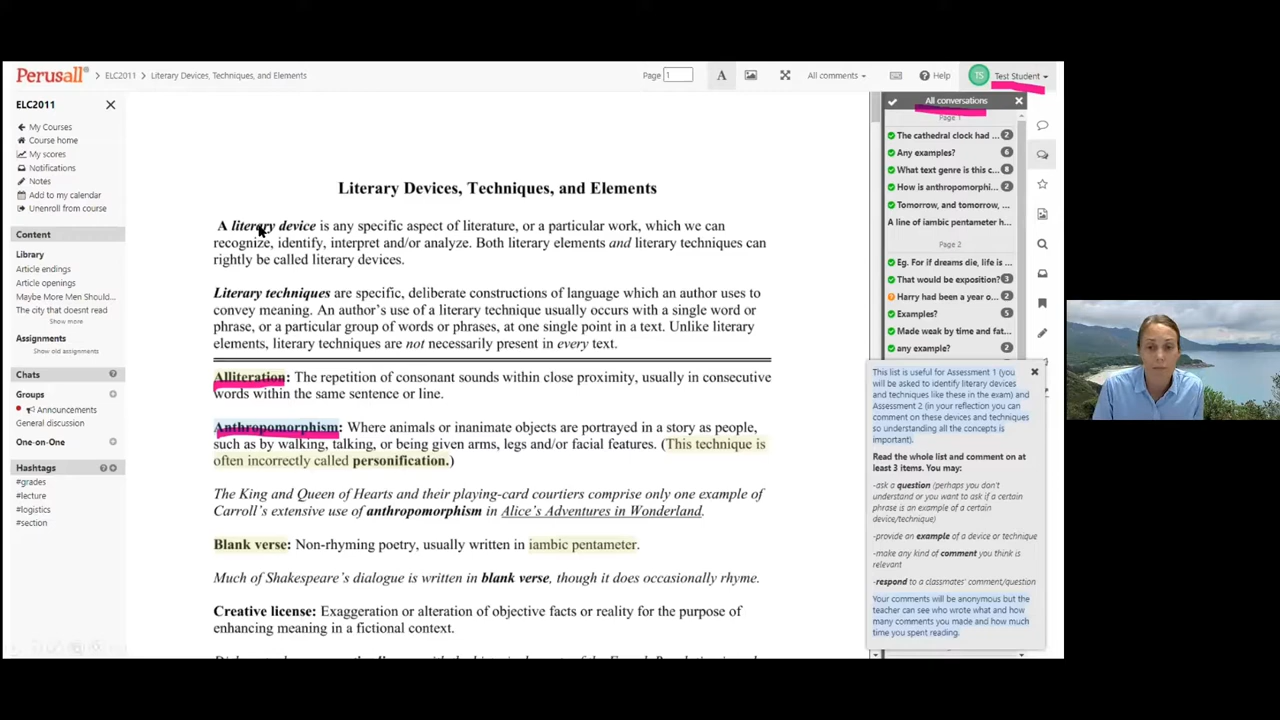 Perusall
ELC2011
Literary Devices, Techniques, and Elements
Page 1
A
All comments
Help
TS
Test Student
ELC2011
My Courses
Course home
My scores
Notifications
Notes
Add to my calendar
Unenroll from course
Content
Library
Article endings
Article openings
Maybe More Men Should...
The city that doesnt read
Show more
Assignments
Show old assignments
Chats
Groups
Announcements
General discussion
One-on-One
Hashtags
#grades
#lecture
#logistics
#section
Literary Devices, Techniques, and Elements
A literary device is any specific aspect of literature, or a particular work, which we can
recognize, identify, interpret and/or analyze. Both literary elements and literary techniques can
rightly be called literary devices.
Literary techniques are specific, deliberate constructions of language which an author uses to
convey meaning. An author's use of a literary technique usually occurs with a single word or
phrase, or a particular group of words or phrases, at one single point in a text. Unlike literary
elements, literary techniques are not necessarily present in every text.
Alliteration: The repetition of consonant sounds within close proximity, usually in consecutive
words within the same sentence or line.
Anthropomorphism: Where animals or inanimate objects are portrayed in a story as people,
such as by walking, talking, or being given arms, legs and/or facial features. (This technique is
often incorrectly called personification.)
The King and Queen of Hearts and their playing-card courtiers comprise only one example of
Carroll's extensive use of anthropomorphism in Alice's Adventures in Wonderland.
Blank verse: Non-rhyming poetry, usually written in iambic pentameter.
Much of Shakespeare's dialogue is written in blank verse, though it does occasionally rhyme.
Creative license: Exaggeration or alteration of objective facts or reality for the purpose of
enhancing meaning in a fictional context.
All conversations
Page 1
The cathedral clock had ... 2
Any examples? 6
What text genre is this c... 8
How is anthropomorphi... 2
Tomorrow, and tomorrow, ...
A line of iambic pentameter h...
Page 2
Eg. For if dreams die, life is ...
That would be exposition? 3
Harry had been a year o... 2
Examples? 5
Made weak by time and fat...
any example? 2
This list is useful for Assessment 1 (you
will be asked to identify literary devices
and techniques like these in the exam) and
Assessment 2 (in your reflection you can
comment on these devices and techniques
so understanding all the concepts is
important).
Read the whole list and comment on at
least 3 items. You may:
-ask a question (perhaps you don't
understand or you want to ask if a certain
phrase is an example of a certain
device/technique)
-provide an example of a device or technique
-make any kind of comment you think is
relevant
-respond to a classmates' comment/question
Your comments will be anonymous but the
teacher can see who wrote what and how
many comments you made and how much
time you spent reading.